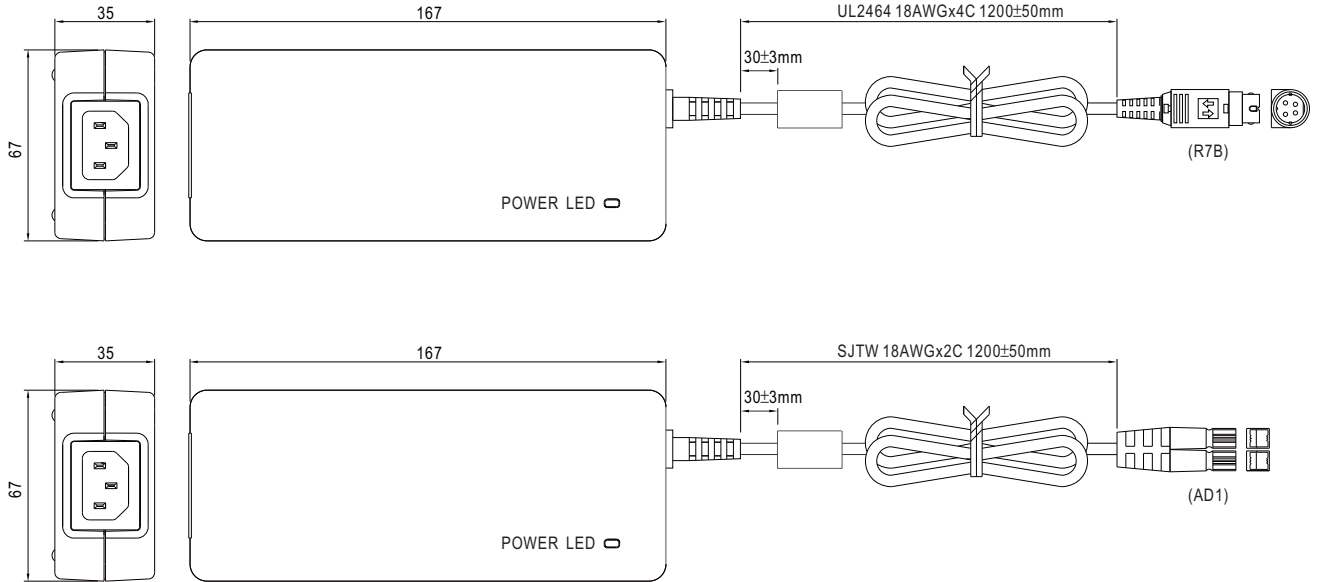 35
167
UL2464 18AWGx4C 1200±50mm
30±3mm
67
POWER LED
(R7B)
35
167
SJTW 18AWGx2C 1200±50mm
30±3mm
67
POWER LED
(AD1)